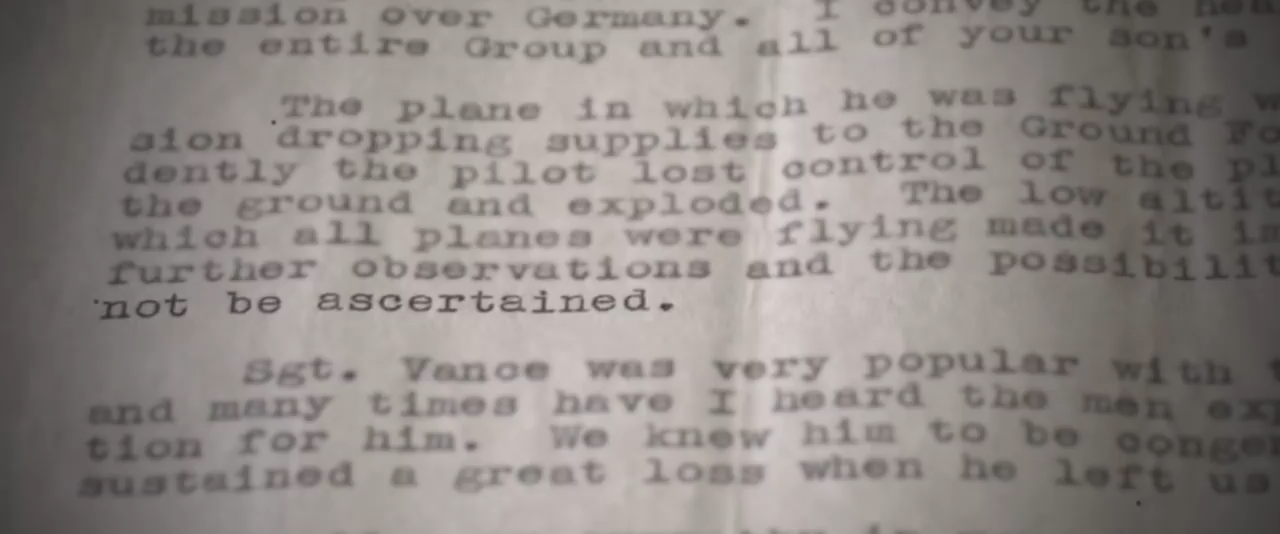 mission over Germany. I convey the
the entire Group and all of your son's
The plane in which he was flying
sion dropping supplies to the Ground
dently the pilot lost control of the
the ground and exploded. The low
which all planes were flying made it
further observations and the
not be ascertained.
Sgt. Vance was very popular with
and many times have I heard the men
tion for him. We knew him to be
sustained a great loss when he left us